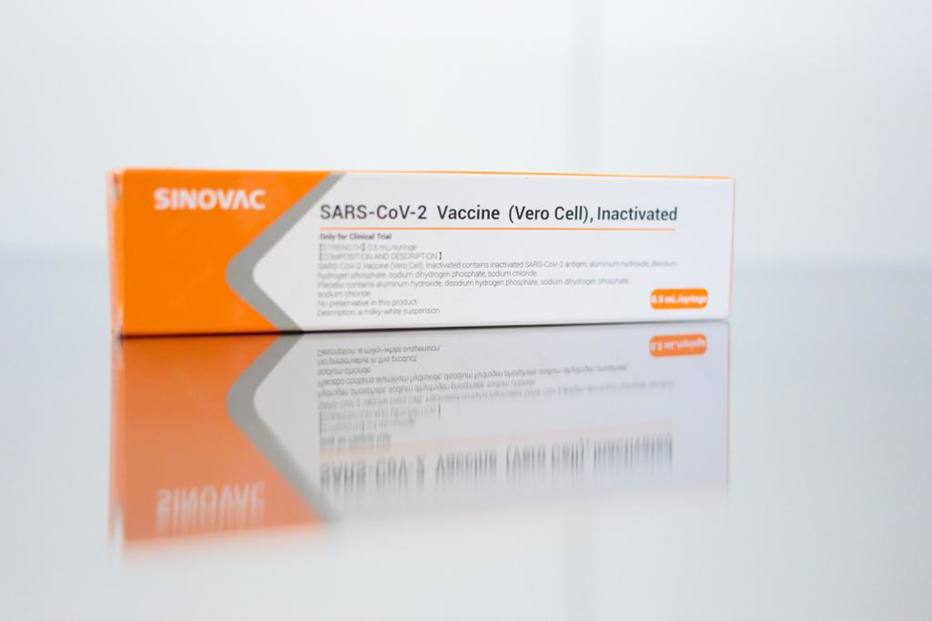 SINOVAC
SARS-CoV-2 Vaccine (Vero Cell), Inactivated
Only for Clinical Trial
【STRENGTH】0.5 mL/syringe
【COMPOSITION AND DESCRIPTION】
SARS-CoV-2 Vaccine (Vero Cell), Inactivated contains inactivated SARS-CoV-2 antigen, aluminium hydroxide, disodium
hydrogen phosphate, sodium dihydrogen phosphate, sodium chloride.
Placebo contains aluminum hydroxide, disodium hydrogen phosphate, sodium dihydrogen phosphate,
sodium chloride
No preservative in this product
Description: a milky-white suspension
0.5 mL/syringe